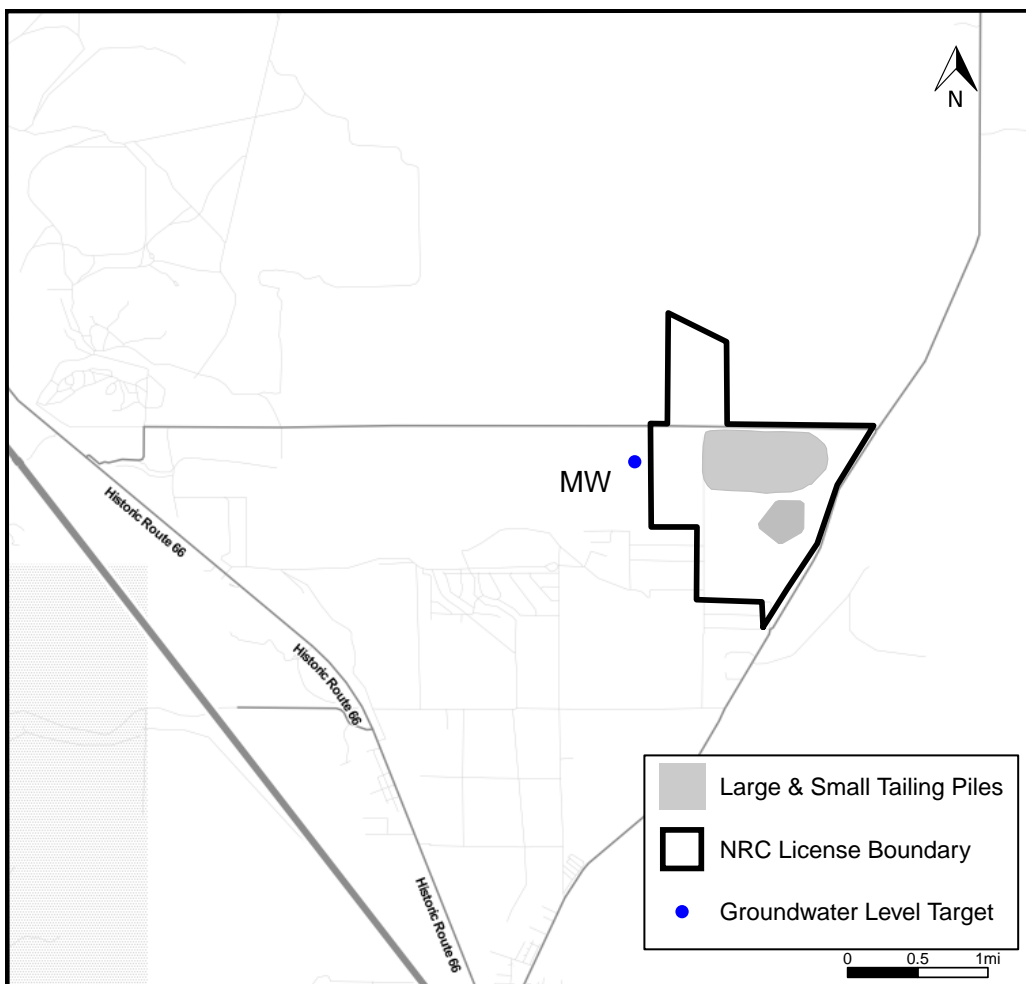 N
MW
Historic Route 66
Historic Route 66
Historic Route 66
Large & Small Tailing Piles
NRC License Boundary
Groundwater Level Target
0 0.5 1mi